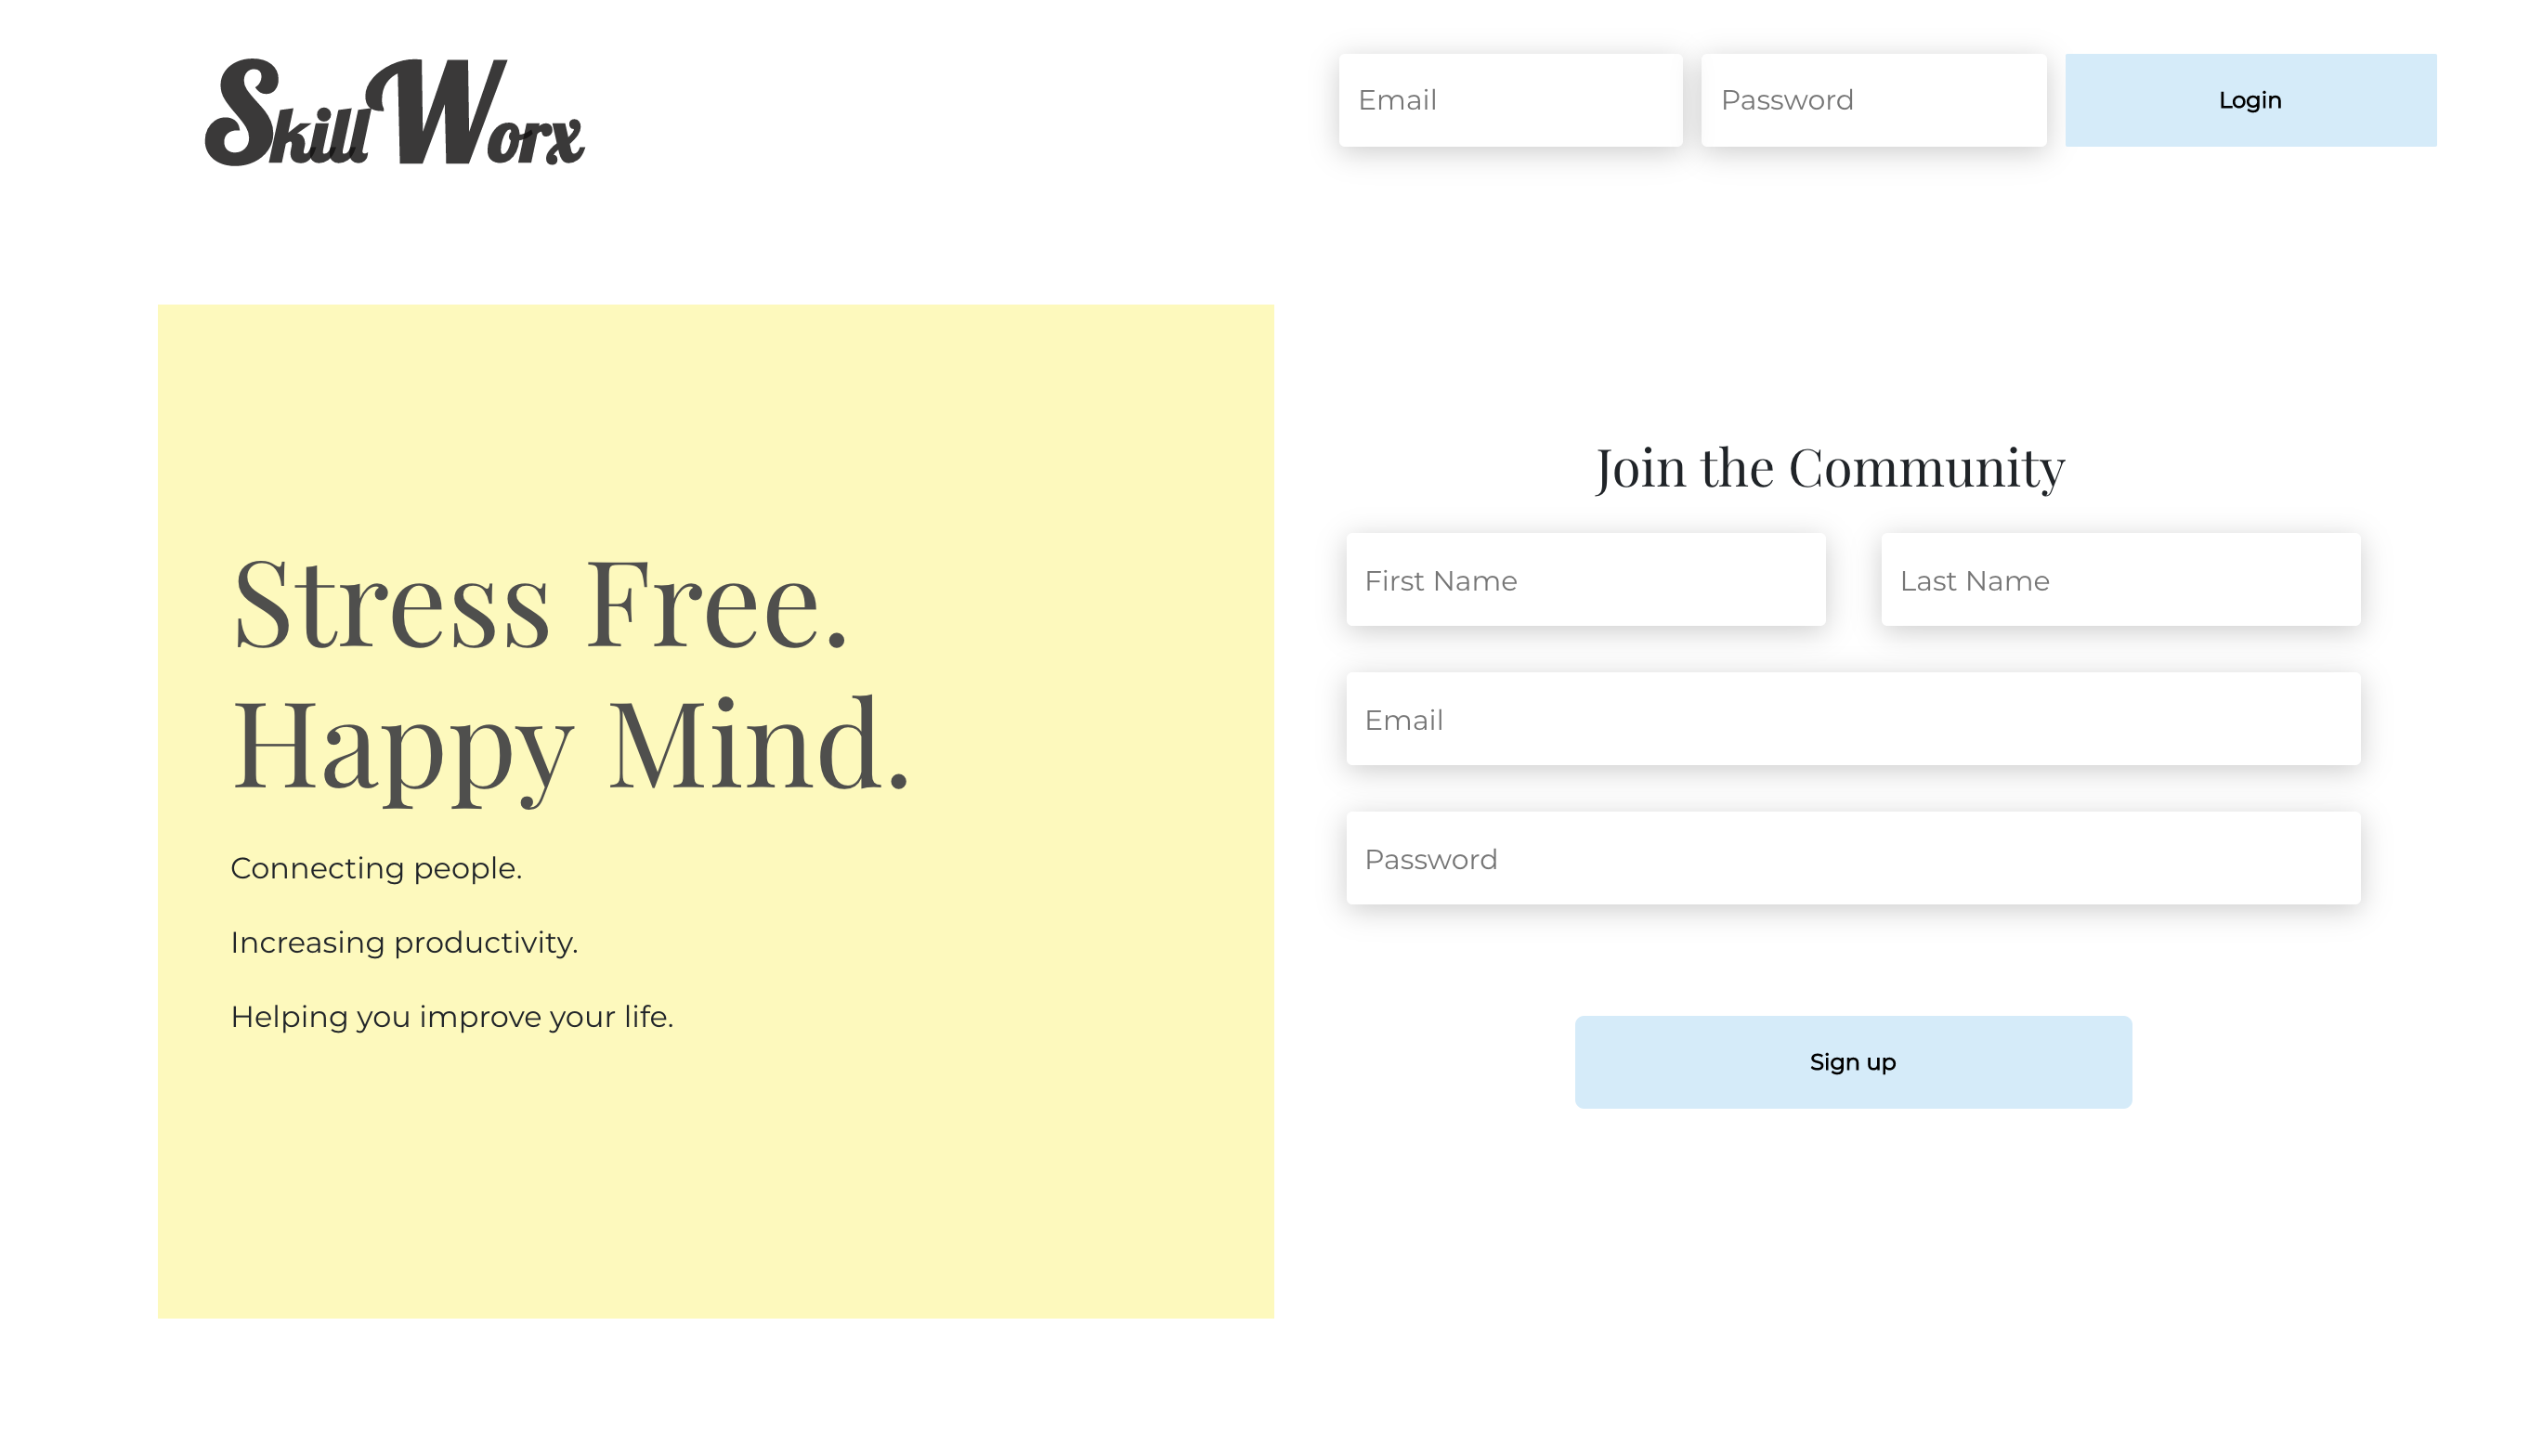 SkillWorx
Email
Password
Login
Stress Free.
Happy Mind.
Connecting people.
Increasing productivity.
Helping you improve your life.
Join the Community
First Name
Last Name
Email
Password
Sign up